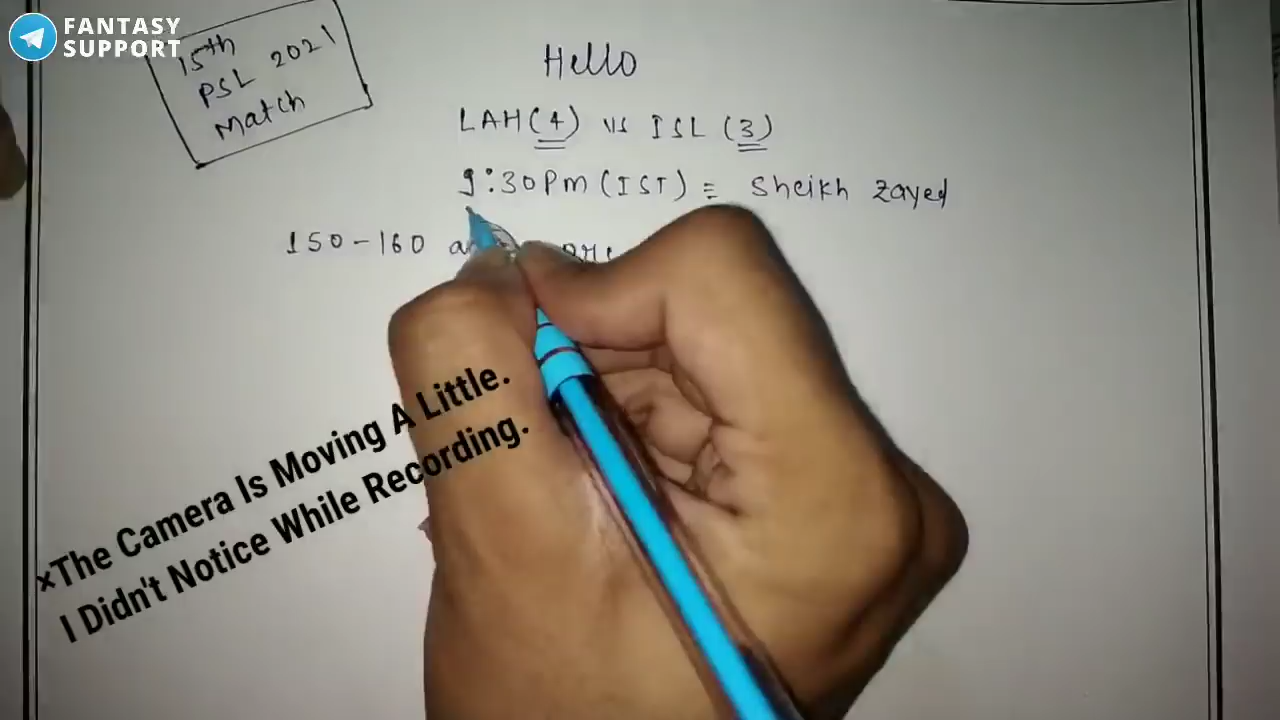 FANTASY
SUPPORT
15th
PSL 2021
Match
Hello
LAH (4) vs ISL (3)
9:30Pm (IST) = Sheikh Zayed
150-160
×The Camera Is Moving A Little.
I Didn't Notice While Recording.